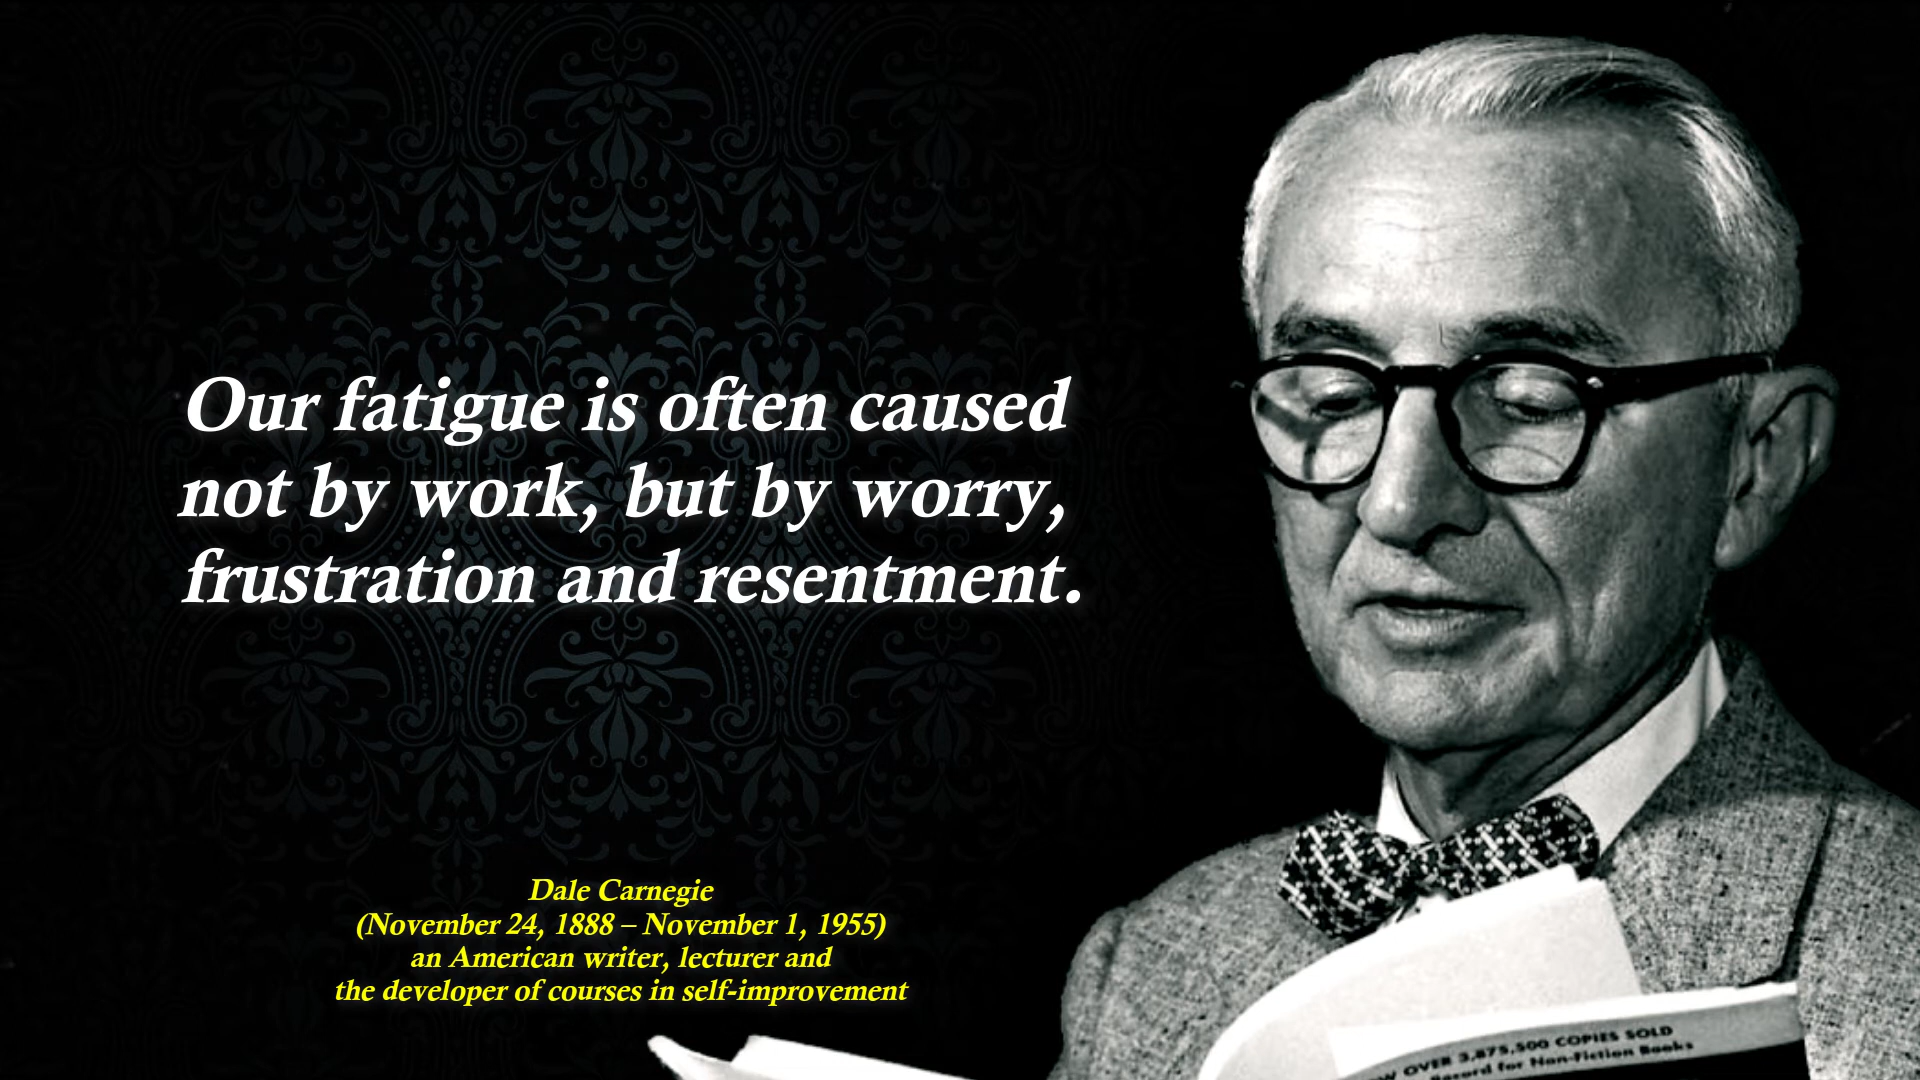 Our fatigue is often caused
not by work, but by worry,
frustration and resentment.
Dale Carnegie
(November 24, 1888 – November 1, 1955)
an American writer, lecturer and
the developer of courses in self-improvement
OVER 3,875,500 COPIES SOLD
Record for Non-Fiction Books